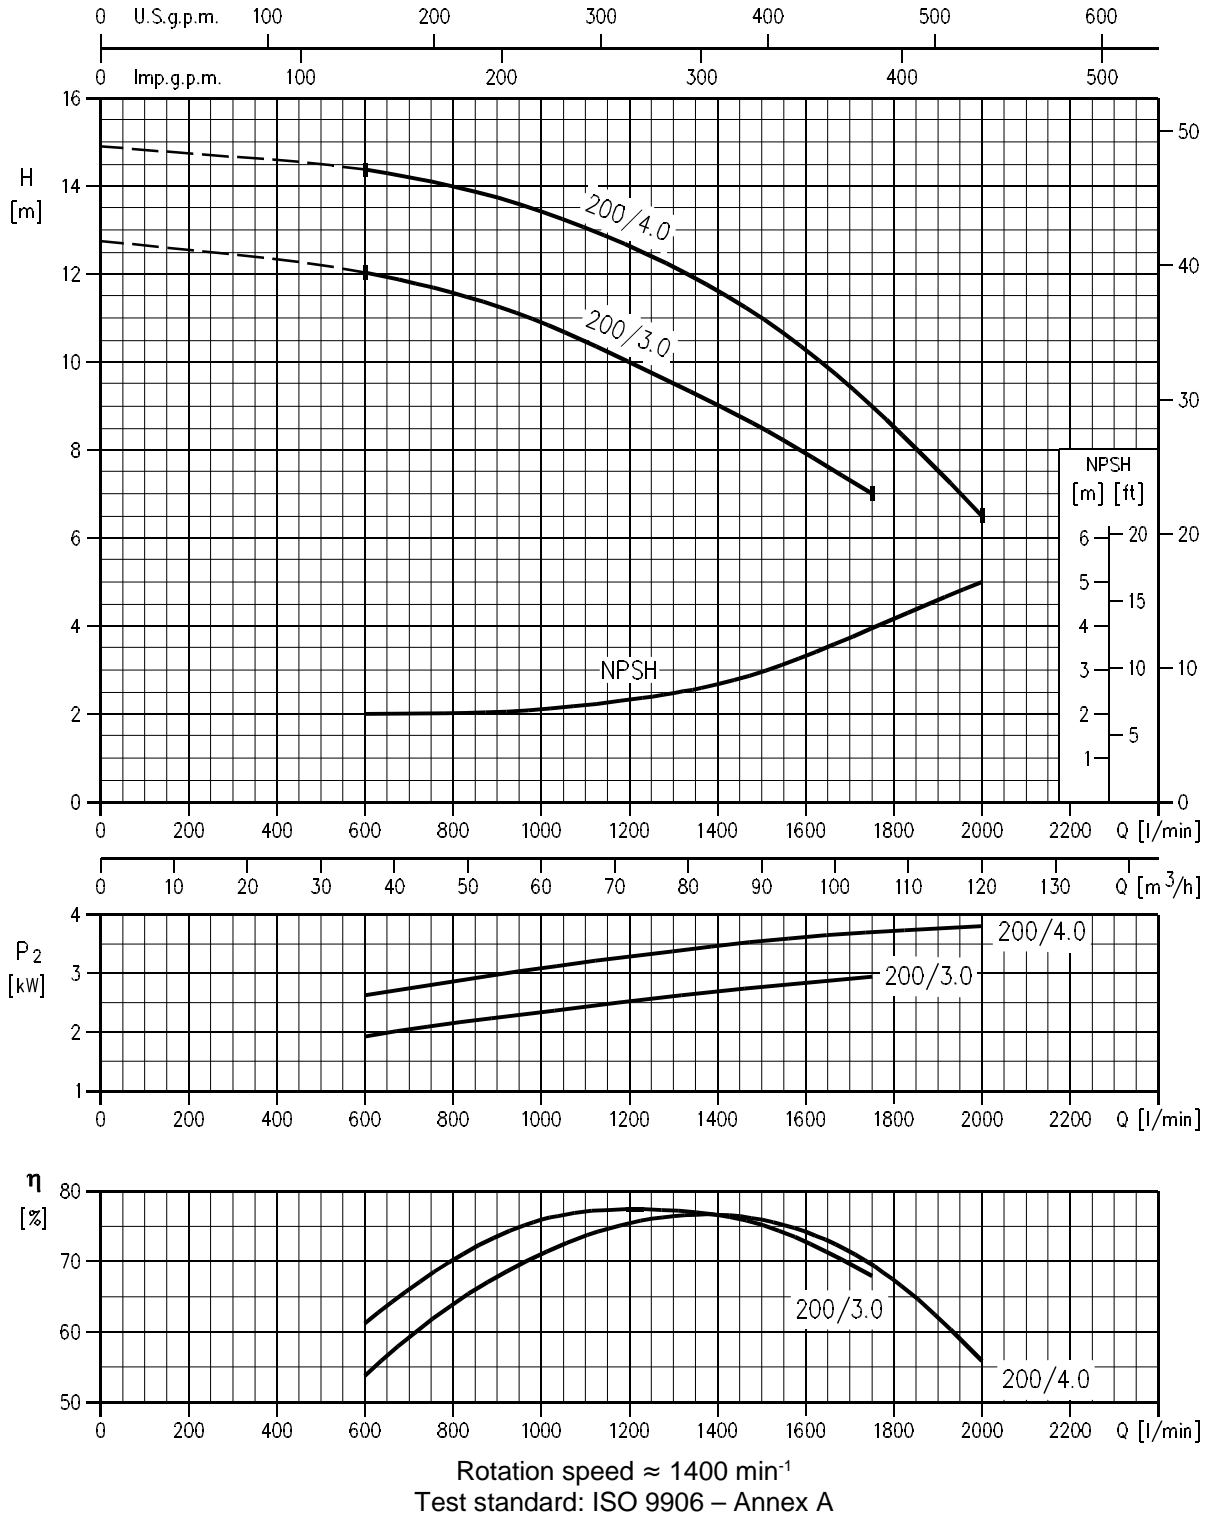 0 U.S.g.p.m. 100 200 300 400 500 600
0 Imp.g.p.m. 100 200 300 400 500
16
50
H
[m]
14
200/4.0
12
40
200/3.0
10
30
8
NPSH
[m] [ft]
6
6
20
20
5
15
4
4
NPSH
3
10
10
2
2
5
1
0
0
0 200 400 600 800 1000 1200 1400 1600 1800 2000 2200 Q [l/min]
0 10 20 30 40 50 60 70 80 90 100 110 120 130 Q [m³/h]
4
P2
[kW]
200/4.0
3
200/3.0
2
1
0 200 400 600 800 1000 1200 1400 1600 1800 2000 2200 Q [l/min]
η
[%]
80
70
200/3.0
60
200/4.0
50
0 200 400 600 800 1000 1200 1400 1600 1800 2000 2200 Q [l/min]
Rotation speed ≈ 1400 min⁻¹
Test standard: ISO 9906 – Annex A